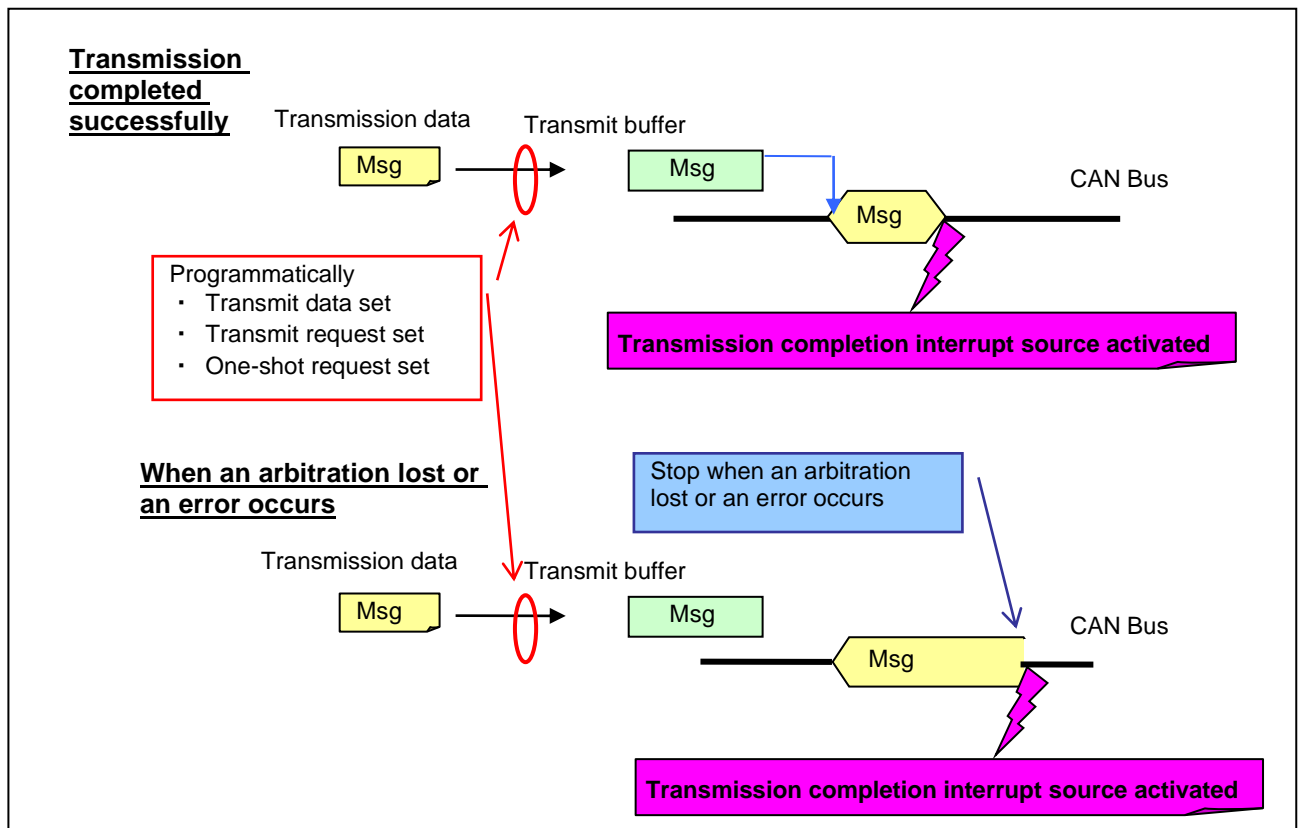 Transmission
completed
successfully
Transmission data
Transmit buffer
Msg
Msg
CAN Bus
Msg
Programmatically
・ Transmit data set
・ Transmit request set
・ One-shot request set
Transmission completion interrupt source activated
When an arbitration lost or
an error occurs
Stop when an arbitration
lost or an error occurs
Transmission data
Transmit buffer
Msg
Msg
CAN Bus
Msg
Transmission completion interrupt source activated